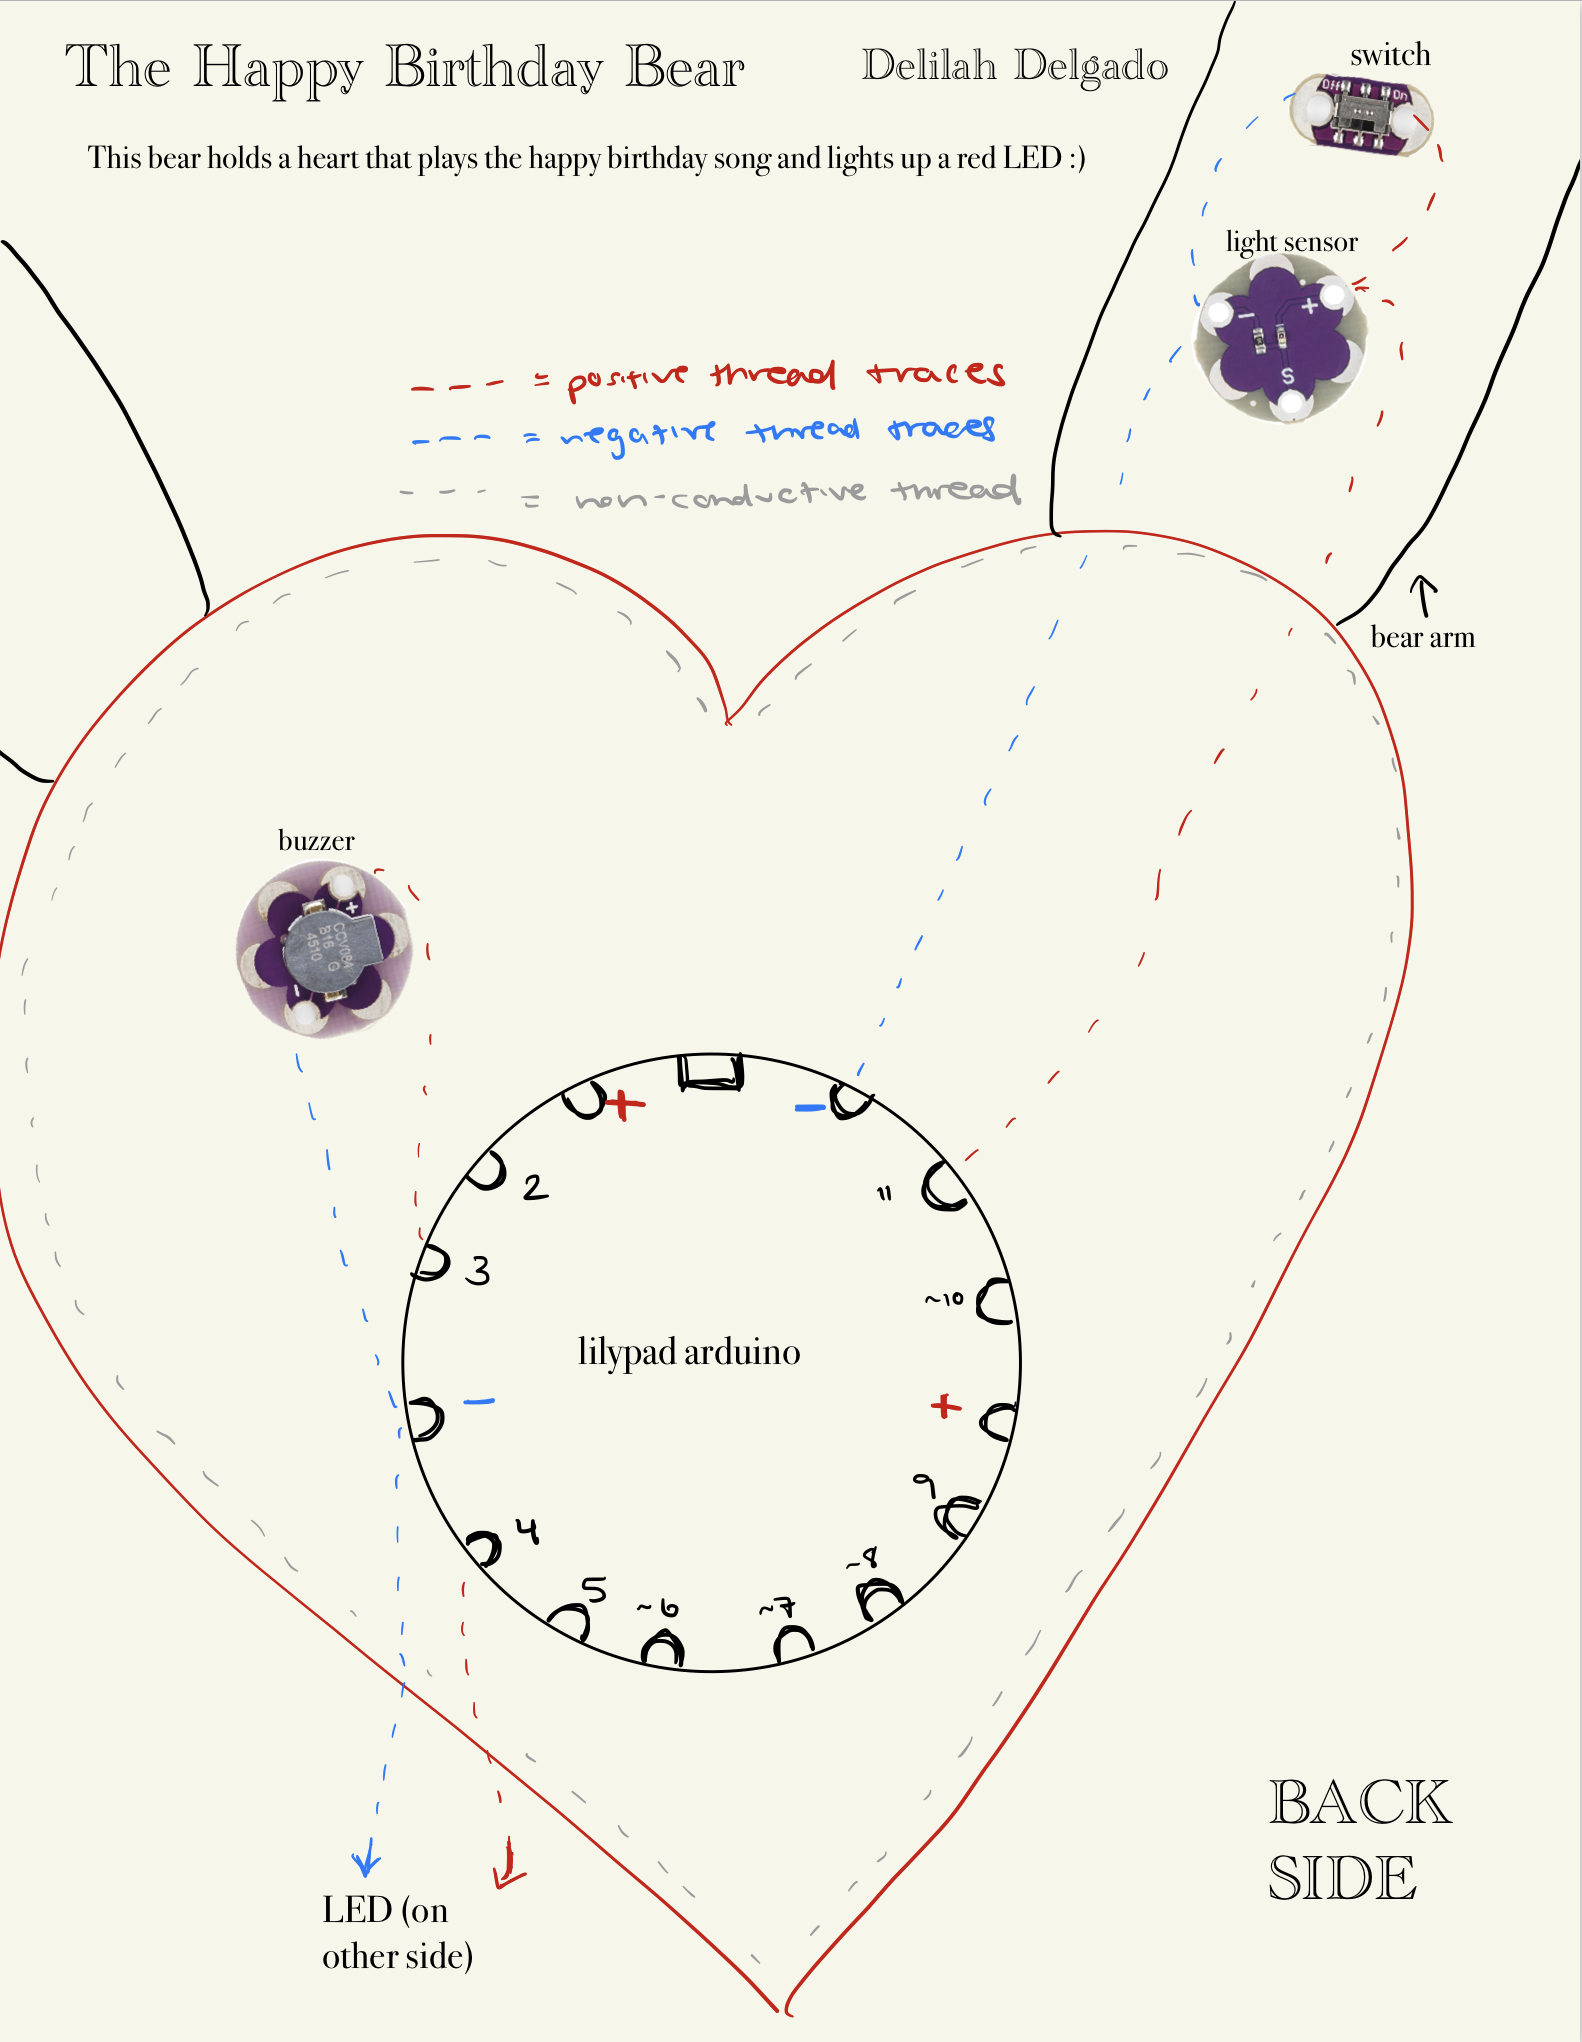 The Happy Birthday Bear
Delilah Delgado
This bear holds a heart that plays the happy birthday song and lights up a red LED :)
switch
Off
On
light sensor
-
+
S
--- = positive thread traces
--- = negative thread traces
--- = non-conductive thread
bear arm
buzzer
+
CCV084
B16 G
4510
-
+
-
2
11
3
~10
lilypad arduino
-
+
4
9
5
~6
~7
~8
LED (on
other side)
BACK
SIDE